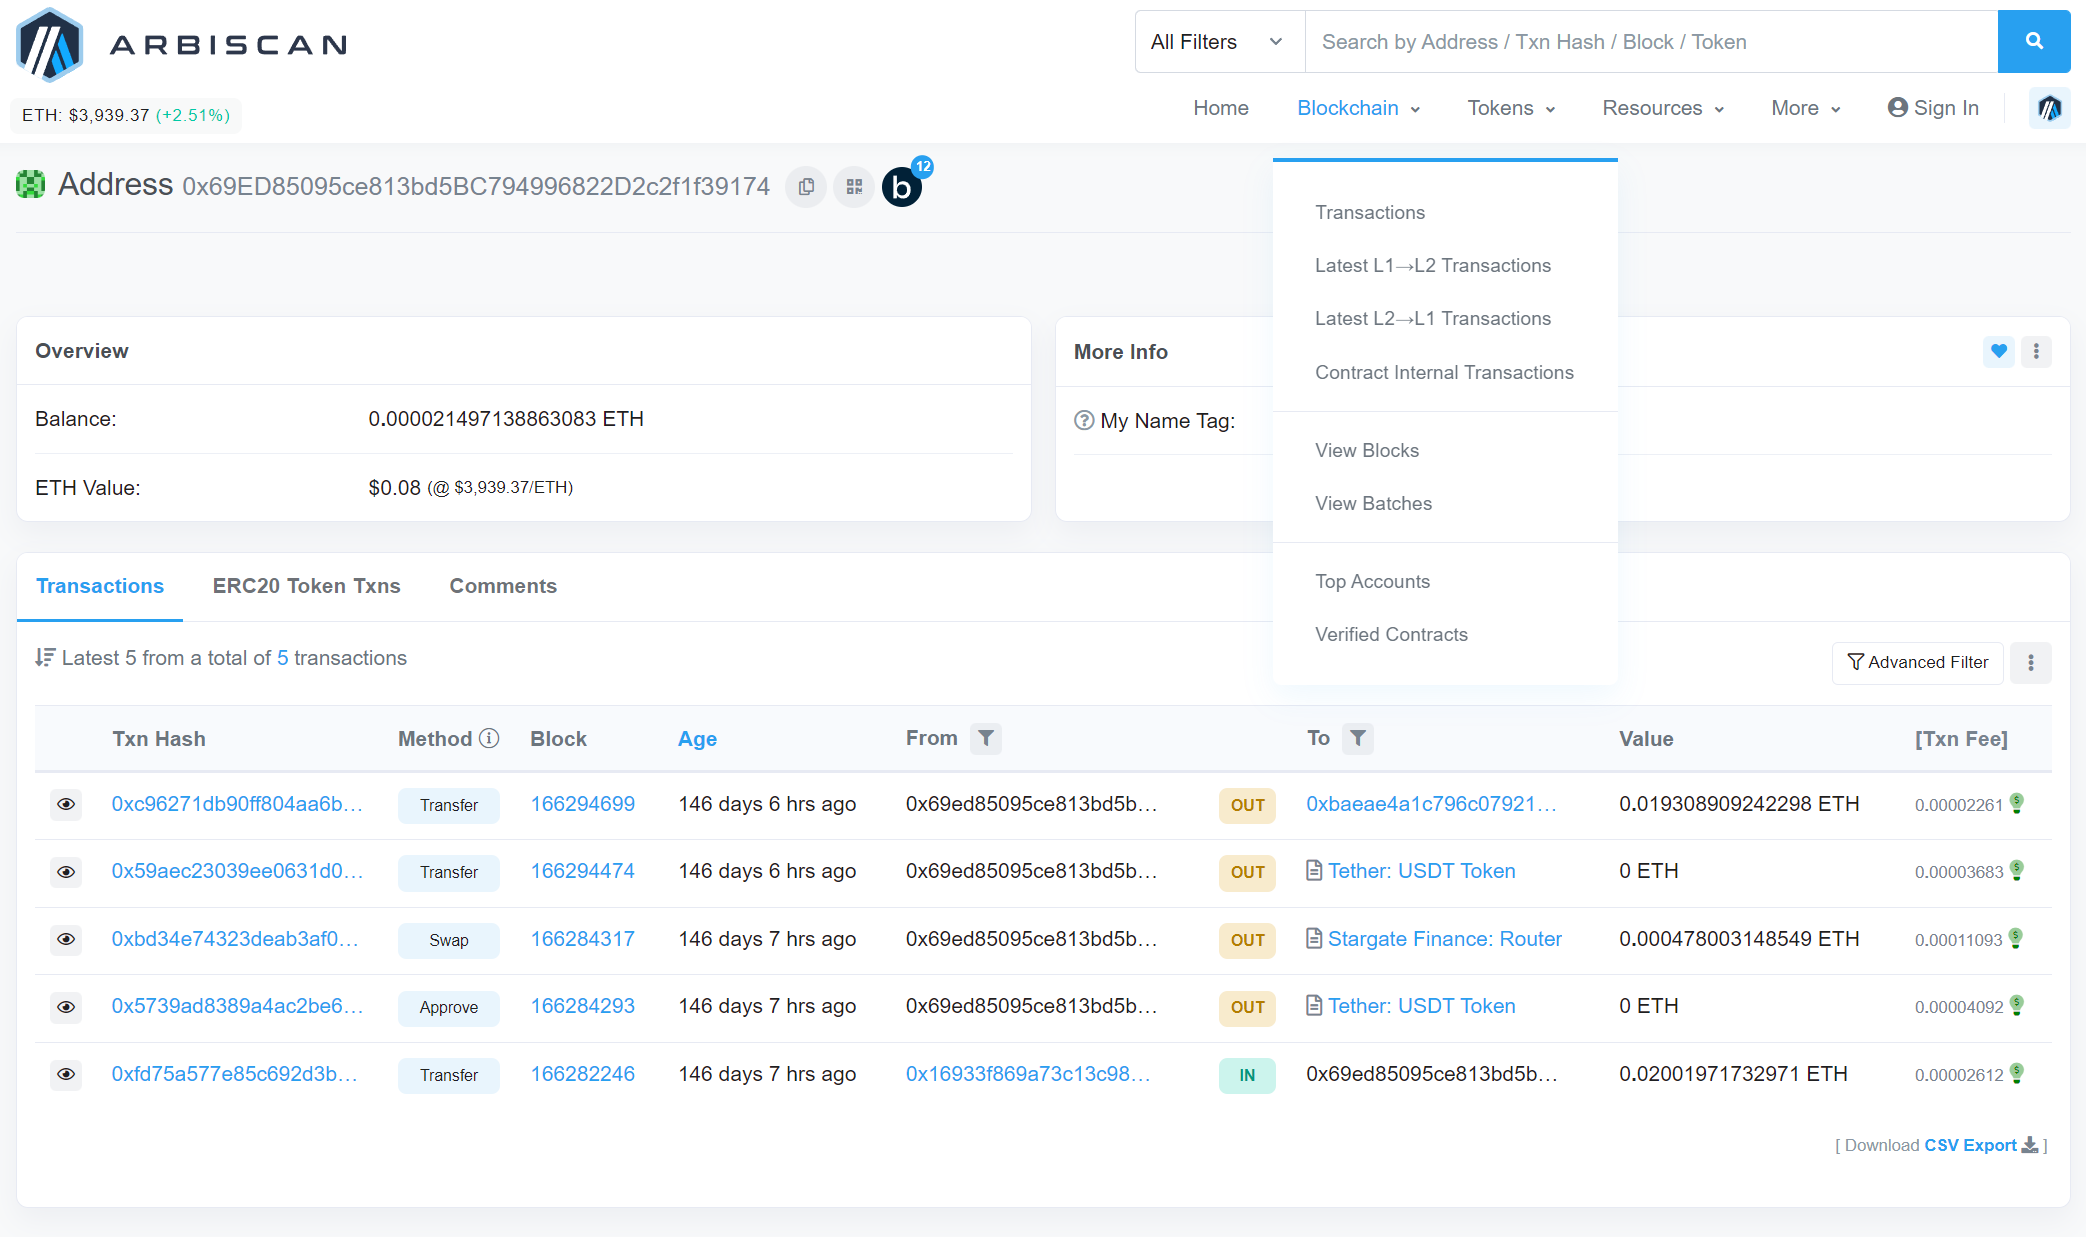 ARBISCAN
All Filters
Search by Address / Txn Hash / Block / Token
ETH: $3,939.37 (+2.51%)
Home Blockchain Tokens Resources More Sign In
Address 0x69ED85095ce813bd5BC794996822D2c2f1f39174
b 12
Transactions
Latest L1→L2 Transactions
Latest L2→L1 Transactions
Contract Internal Transactions
View Blocks
View Batches
Top Accounts
Verified Contracts
Overview
Balance: 0.000021497138863083 ETH
ETH Value: $0.08 (@ $3,939.37/ETH)
More Info
My Name Tag:
Transactions ERC20 Token Txns Comments
Latest 5 from a total of 5 transactions
Advanced Filter
Txn Hash Method Block Age From To Value [Txn Fee]
0xc96271db90ff804aa6b... Transfer 166294699 146 days 6 hrs ago 0x69ed85095ce813bd5b... OUT 0xbaeae4a1c796c07921... 0.019308909242298 ETH 0.00002261
0x59aec23039ee0631d0... Transfer 166294474 146 days 6 hrs ago 0x69ed85095ce813bd5b... OUT Tether: USDT Token 0 ETH 0.00003683
0xbd34e74323deab3af0... Swap 166284317 146 days 7 hrs ago 0x69ed85095ce813bd5b... OUT Stargate Finance: Router 0.000478003148549 ETH 0.00011093
0x5739ad8389a4ac2be6... Approve 166284293 146 days 7 hrs ago 0x69ed85095ce813bd5b... OUT Tether: USDT Token 0 ETH 0.00004092
0xfd75a577e85c692d3b... Transfer 166282246 146 days 7 hrs ago 0x16933f869a73c13c98... IN 0x69ed85095ce813bd5b... 0.02001971732971 ETH 0.00002612
[ Download CSV Export ]